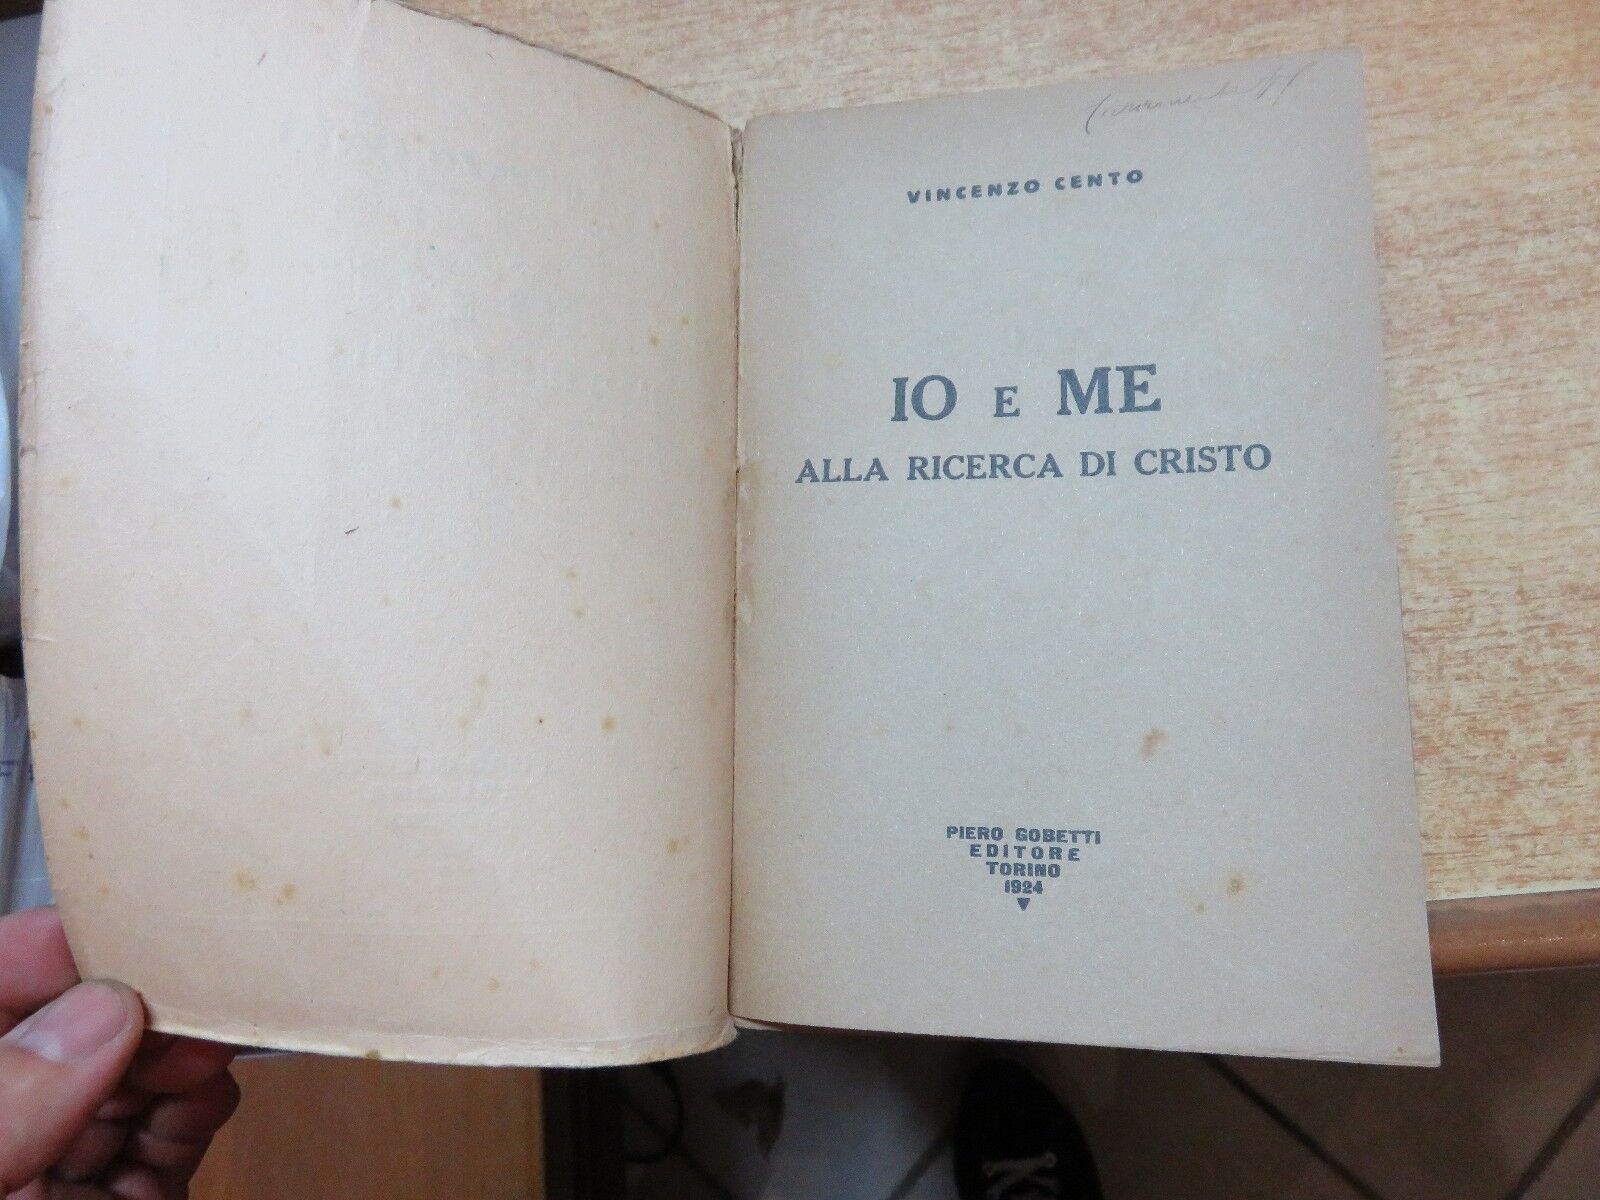 VINCENZO CENTO
IO E ME
ALLA RICERCA DI CRISTO
PIERO GOBETTI
EDITORE
TORINO
1924